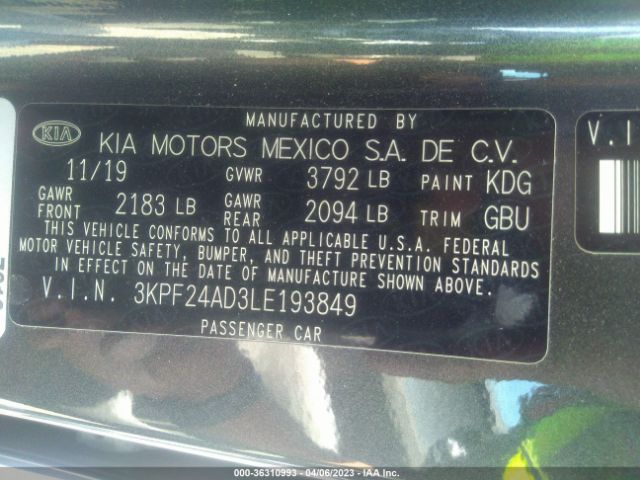 MANUFACTURED BY
KIA
KIA MOTORS MEXICO S.A. DE C.V.
11/19 GVWR 3792 LB PAINT KDG
GAWR FRONT 2183 LB GAWR REAR 2094 LB TRIM GBU
THIS VEHICLE CONFORMS TO ALL APPLICABLE U.S.A. FEDERAL
MOTOR VEHICLE SAFETY, BUMPER, AND THEFT PREVENTION STANDARDS
IN EFFECT ON THE DATE OF MANUFACTURE SHOWN ABOVE.
V.I.N. 3KPF24AD3LE193849
PASSENGER CAR
V.I
000-36310993 - 04/06/2023 - IAA Inc.